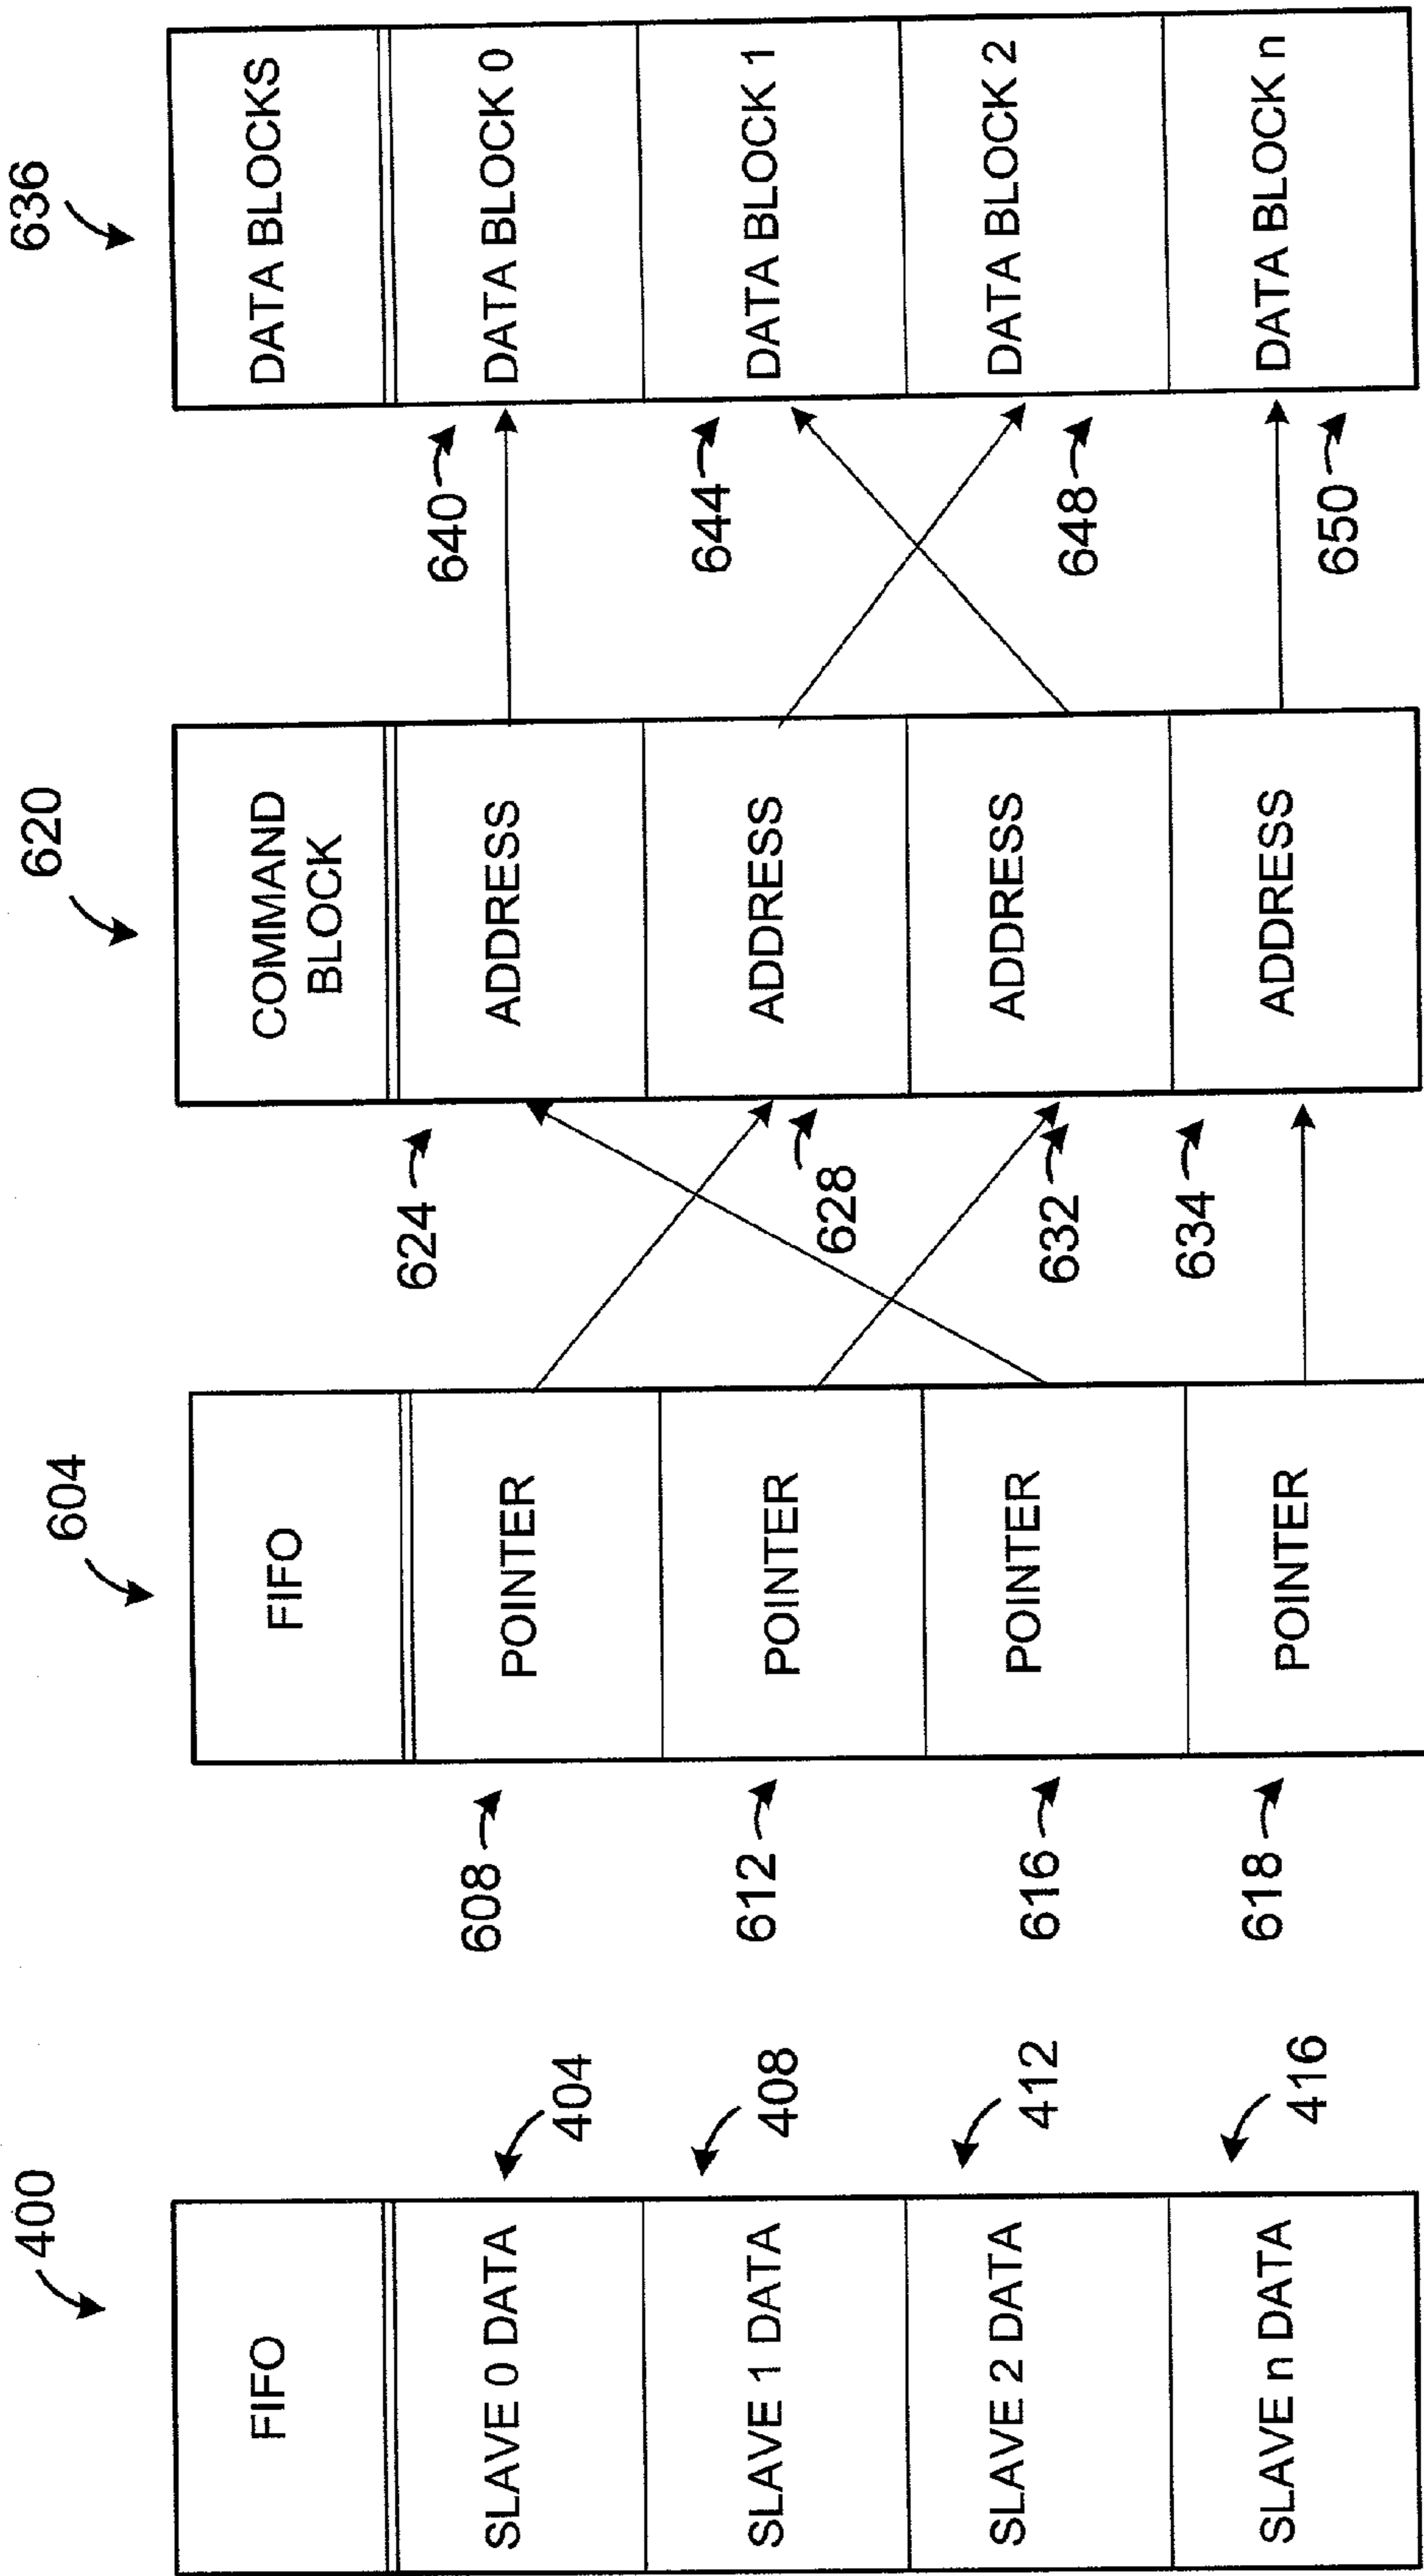 400
FIFO
SLAVE 0 DATA
404
SLAVE 1 DATA
408
SLAVE 2 DATA
412
SLAVE n DATA
416
604
FIFO
608
POINTER
612
POINTER
616
POINTER
618
POINTER
620
COMMAND
BLOCK
624
ADDRESS
628
ADDRESS
632
ADDRESS
634
ADDRESS
636
DATA BLOCKS
640
DATA BLOCK 0
644
DATA BLOCK 1
648
DATA BLOCK 2
650
DATA BLOCK n